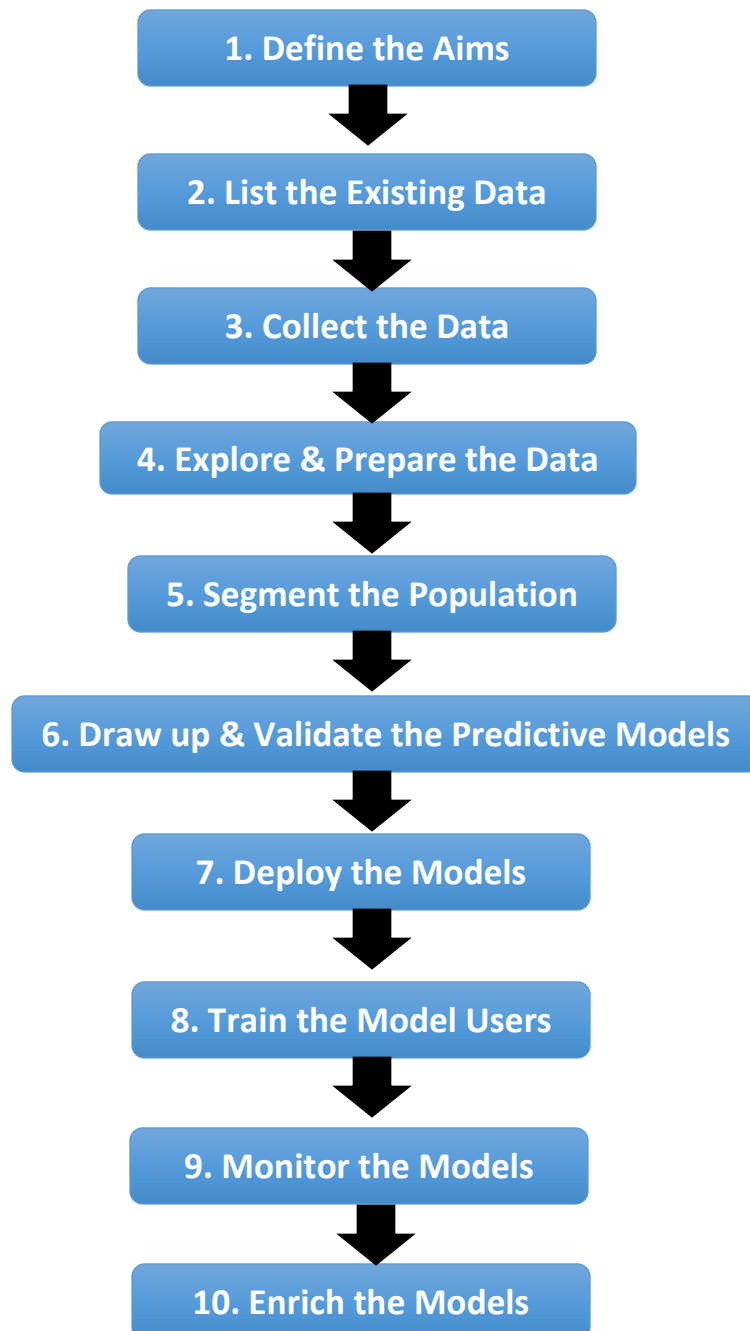 1. Define the Aims
2. List the Existing Data
3. Collect the Data
4. Explore & Prepare the Data
5. Segment the Population
6. Draw up & Validate the Predictive Models
7. Deploy the Models
8. Train the Model Users
9. Monitor the Models
10. Enrich the Models